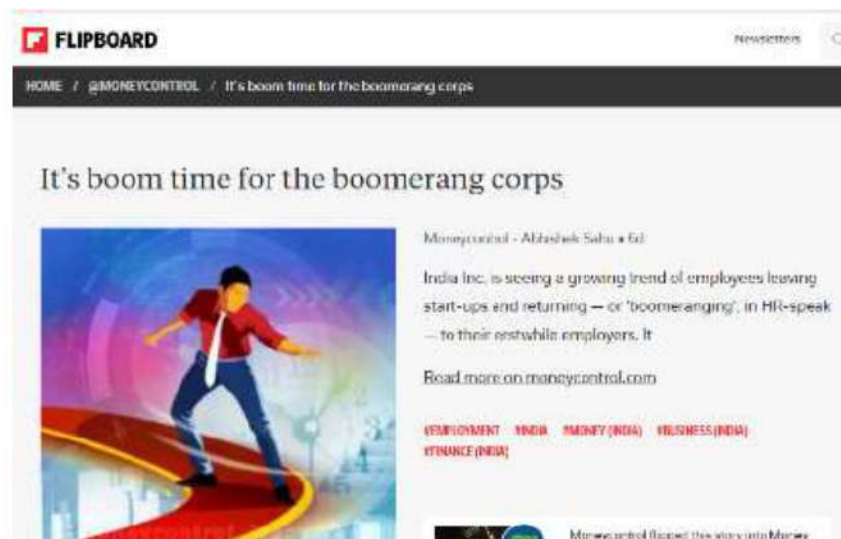 FLIPBOARD
Newsletters
HOME / @MONEYCONTROL / It's boom time for the boomerang corps
It's boom time for the boomerang corps
Moneycontrol - Abhishek Sahu • 6d
India Inc. is seeing a growing trend of employees leaving
start-ups and returning — or 'boomeranging', in HR-speak
— to their erstwhile employers. It
Read more on moneycontrol.com
#EMPLOYMENT #INDIA #MONEY (INDIA) #BUSINESS (INDIA)
#FINANCE (INDIA)
moneycontrol
Moneycontrol flipped this story into Money